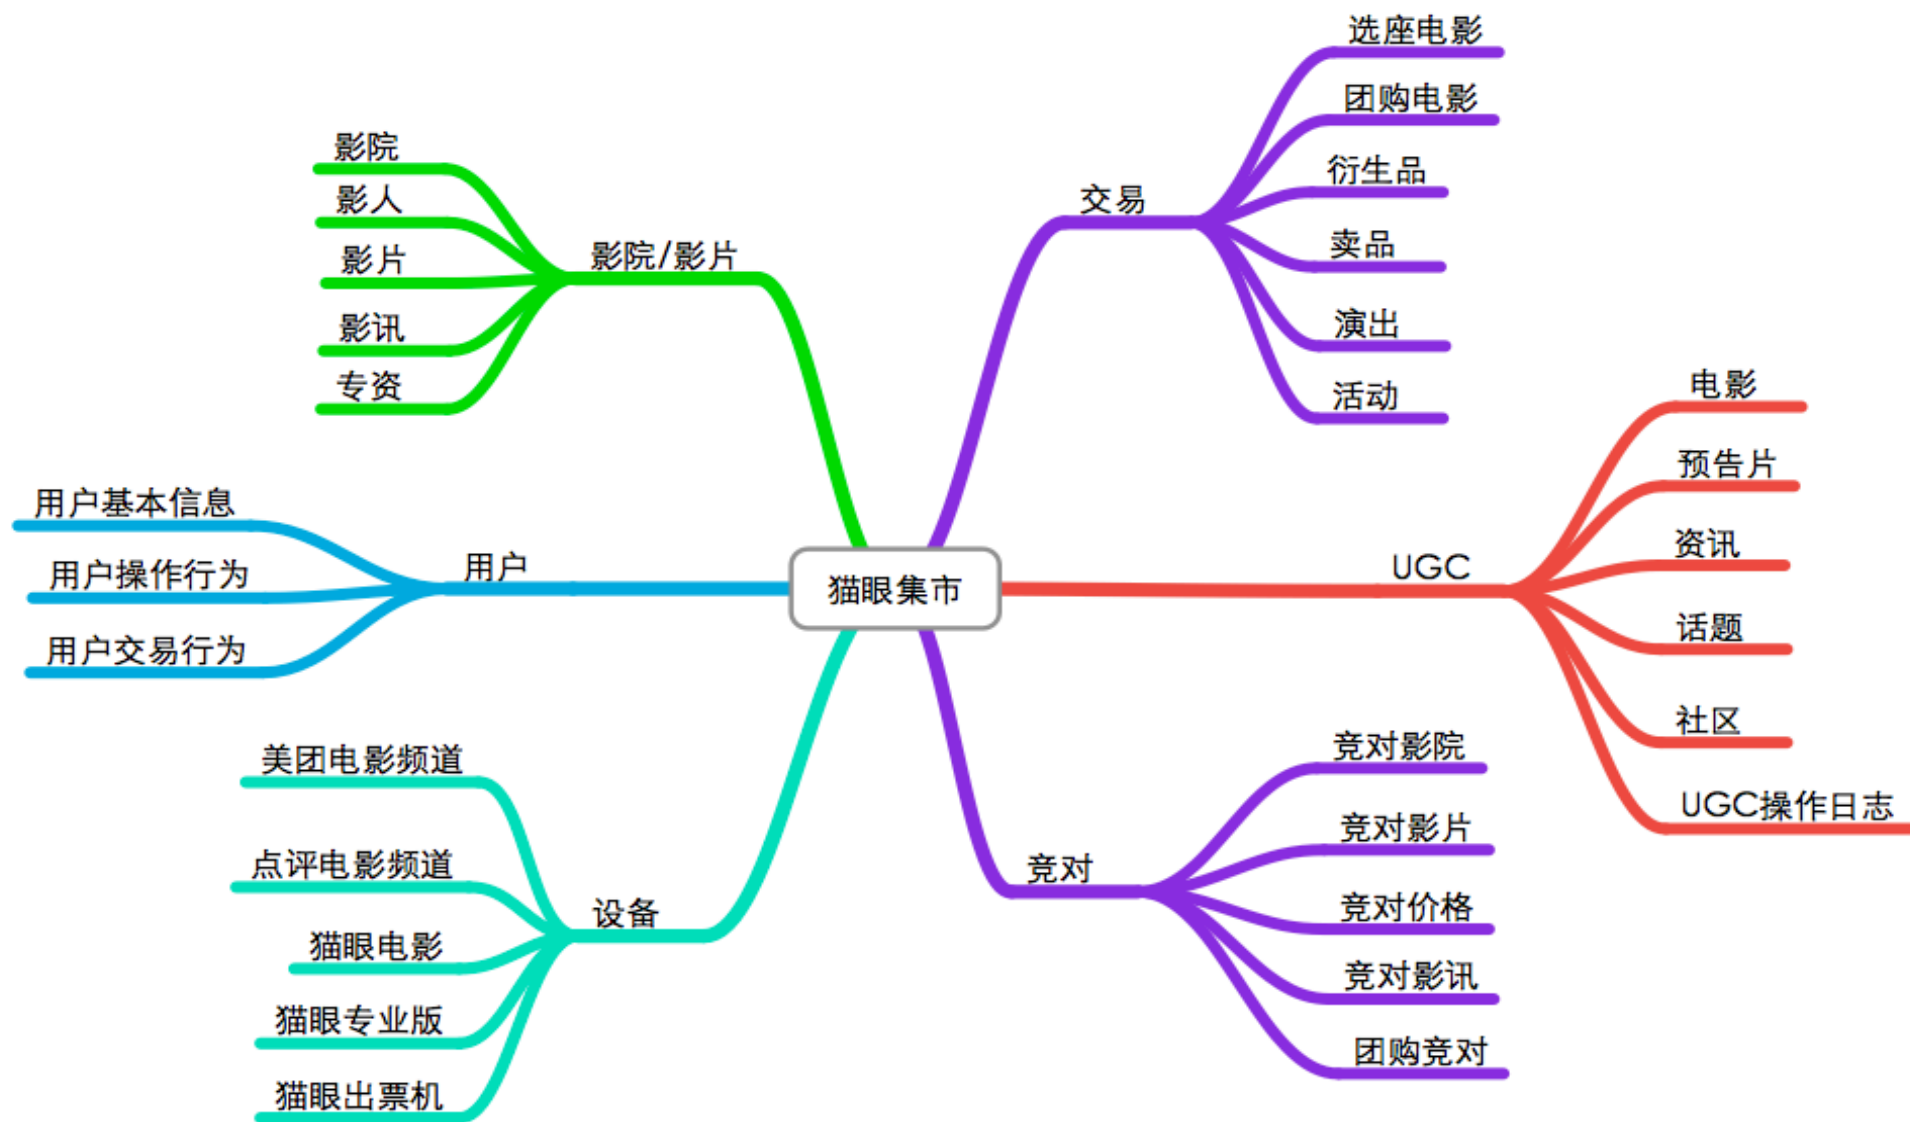 猫眼集市
交易
选座电影
团购电影
衍生品
卖品
演出
活动
UGC
电影
预告片
资讯
话题
社区
UGC操作日志
竞对
竞对影院
竞对影片
竞对价格
竞对影讯
团购竞对
影院/影片
影院
影人
影片
影讯
专资
用户
用户基本信息
用户操作行为
用户交易行为
设备
美团电影频道
点评电影频道
猫眼电影
猫眼专业版
猫眼出票机